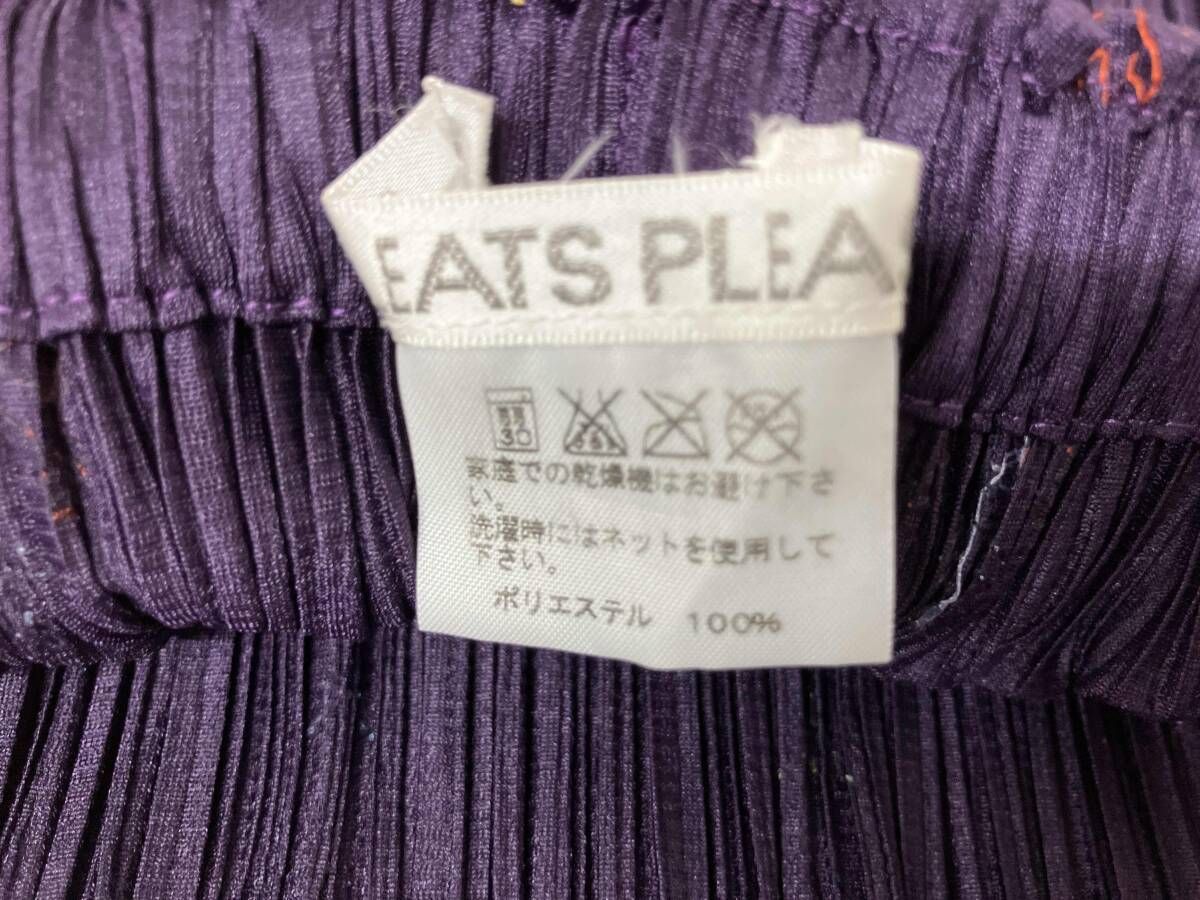 EATS PLEA
家庭での乾燥機はお避け下さ
い。
洗濯時にはネットを使用して
下さい。
ポリエステル 100%